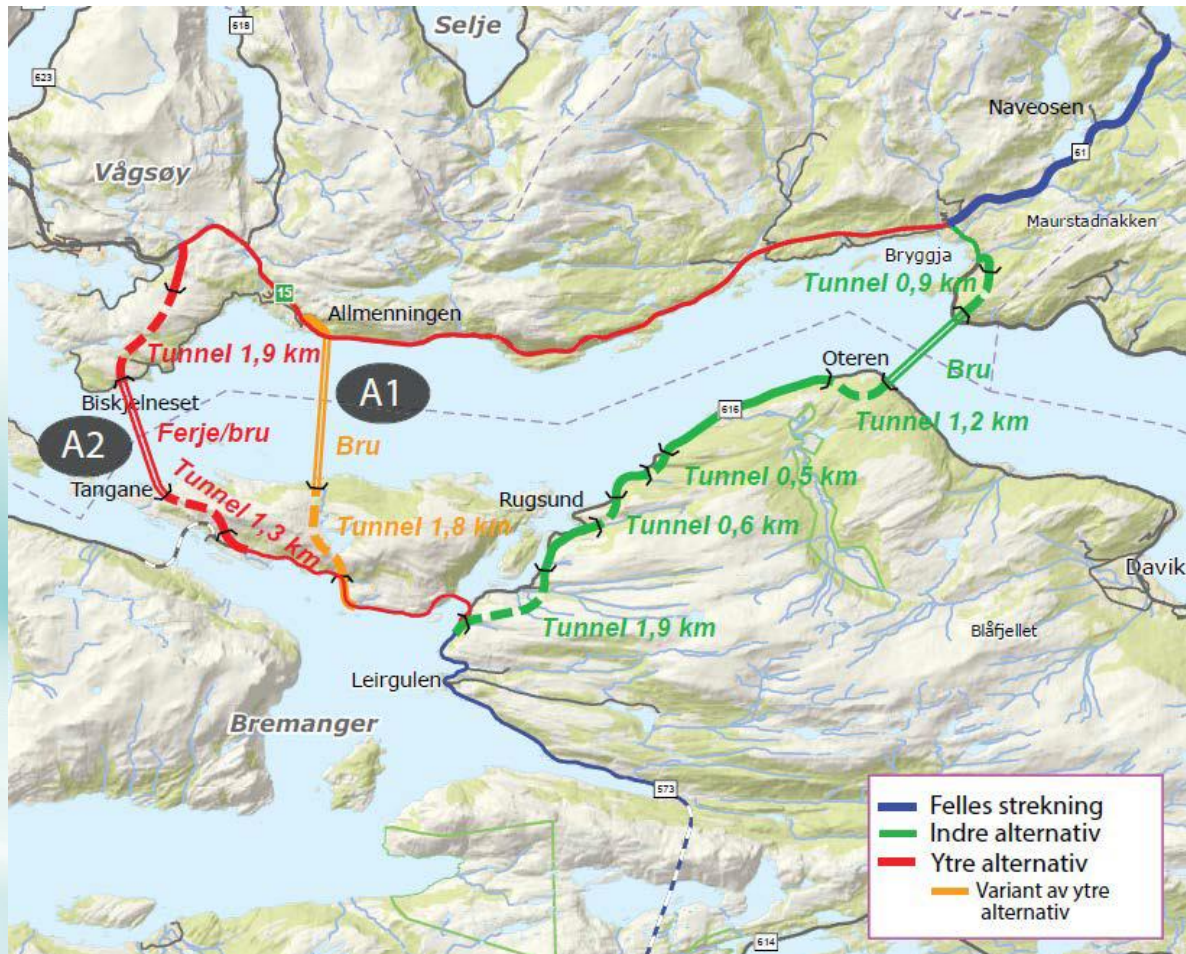 618
Selje
623
Naveosen
61
Vågsøy
Maurstadnakken
Bryggja
Tunnel 0,9 km
15
Allmenningen
Tunnel 1,9 km
Oteren
Bru
A1
Biskjelneset
Ferje/bru
616
Tunnel 1,2 km
A2
Bru
Tangane
Tunnel 0,5 km
Rugsund
Tunnel 1,3 km
Tunnel 1,8 km
Tunnel 0,6 km
Davik
Tunnel 1,9 km
Blåfjellet
Leirgulen
Bremanger
573
Felles strekning
Indre alternativ
Ytre alternativ
Variant av ytre
alternativ
614